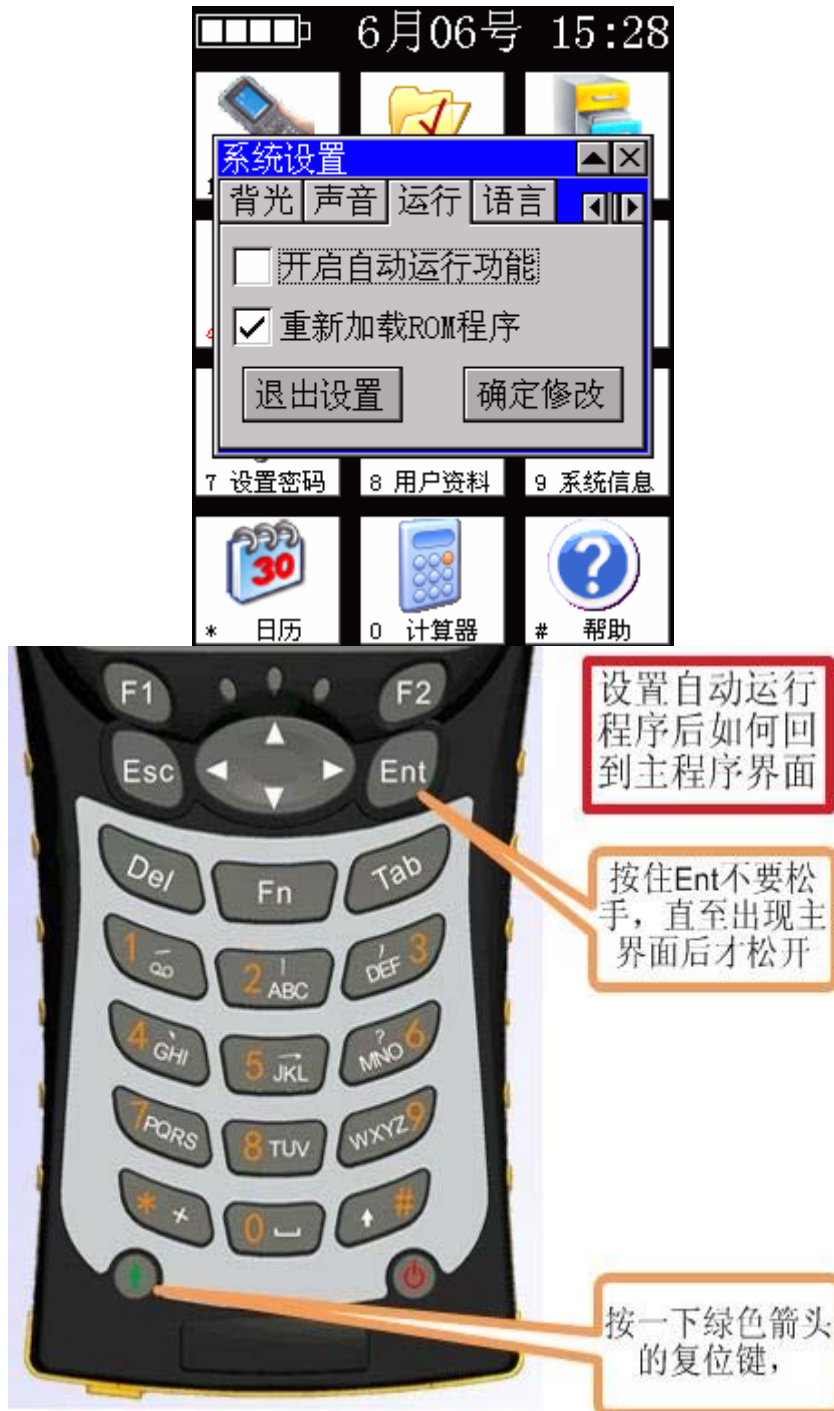 6月06号 15:28
系统设置
背光 声音 运行 语言
开启自动运行功能
重新加载ROM程序
退出设置 确定修改
7 设置密码 8 用户资料 9 系统信息
30
* 日历 0 计算器 # 帮助
F1 F2
Esc Ent
Del Fn Tab
1 2 ABC DEF 3
4 GHI 5 JKL MNO 6
7 PQRS 8 TUV WXYZ 9
* + 0 #
设置自动运行
程序后如何回
到主程序界面
按住Ent不要松
手，直至出现主
界面后才松开
按一下绿色箭头
的复位键，